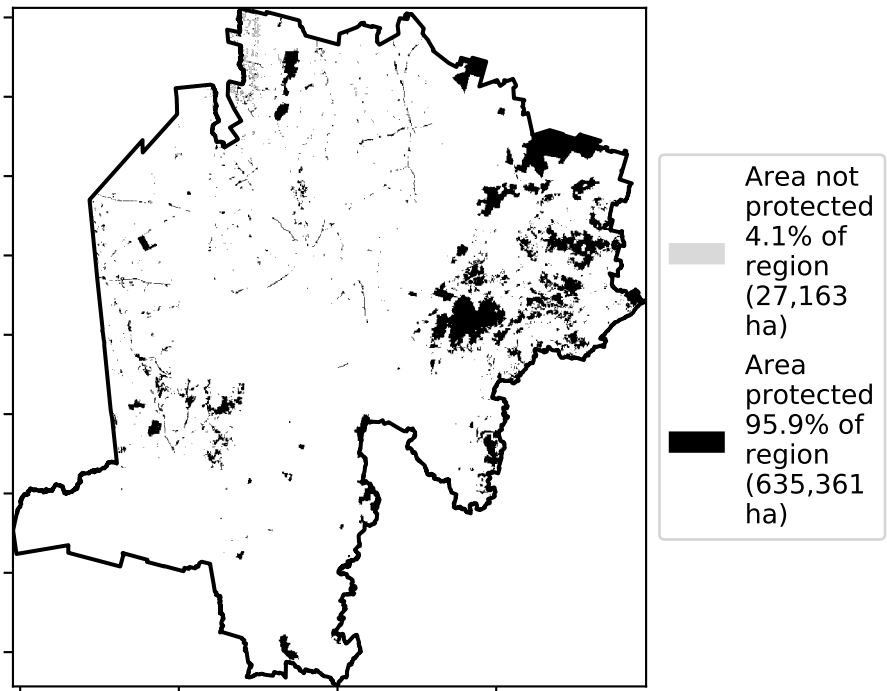 Area not
protected
4.1% of
region
(27,163
ha)
Area
protected
95.9% of
region
(635,361
ha)